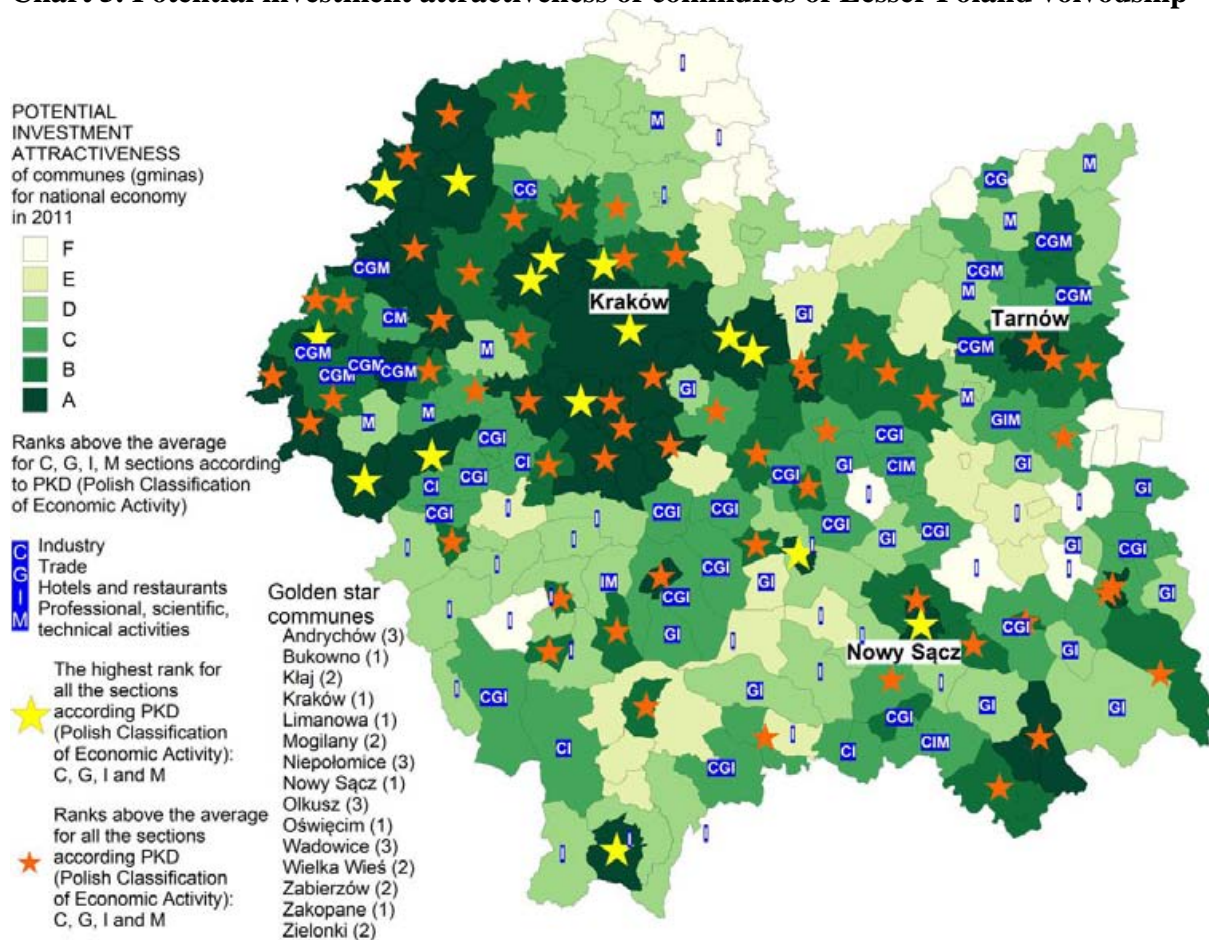 Chart 3. Potential investment attractiveness of communes of Lesser Poland voivodship
POTENTIAL
INVESTMENT
ATTRACTIVENESS
of communes (gminas)
for national economy
in 2011
F
E
D
C
B
A
Ranks above the average
for C, G, I, M sections according
to PKD (Polish Classification
of Economic Activity)
C Industry
G Trade
I Hotels and restaurants
M Professional, scientific,
technical activities
The highest rank for
all the sections
according PKD
(Polish Classification
of Economic Activity):
C, G, I and M
Ranks above the average
for all the sections
according PKD
(Polish Classification
of Economic Activity):
C, G, I and M
Golden star
communes
Andrychów (3)
Bukowno (1)
Kłaj (2)
Kraków (1)
Limanowa (1)
Mogilany (2)
Niepołomice (3)
Nowy Sącz (1)
Olkusz (3)
Oświęcim (1)
Wadowice (3)
Wielka Wieś (2)
Zabierzów (2)
Zakopane (1)
Zielonki (2)
I
M
I
M
CG
I
CG
M
CGM
CGM
CGM
M
CGM
Kraków
GI
CM
Tarnów
CGM
M
CGM
CGM
CGM
CGM
GI
M
M
M
GIM
CGI
CGI
CI
CGI
GI
CIM
GI
CGI
CI
I
I
GI
CGI
I
CGI
CGI
I
I
CGI
CGI
I
GI
GI
CGI
I
I
CGI
IM
GI
I
GI
I
I
I
CGI
I
GI
I
I
I
Nowy Sącz
CGI
GI
I
CGI
GI
I
I
GI
GI
CGI
I
CI
CGI
CI
CIM
I
I
I
I